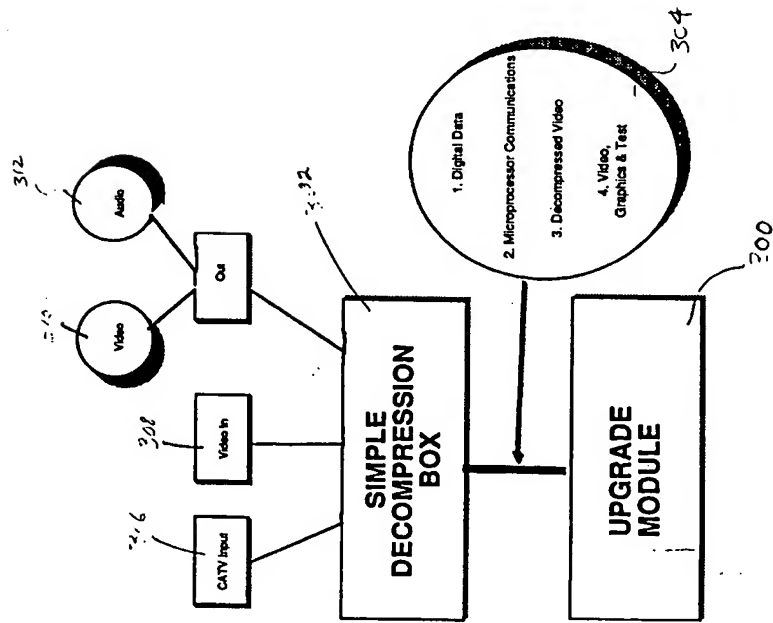 312
Video
Audio
308
CATV Input
Video In
Out
SIMPLE
DECOMPRESSION
BOX
1. Digital Data
2. Microprocessor Communications
3. Decompressed Video
4. Video,
Graphics & Test
304
UPGRADE
MODULE
300